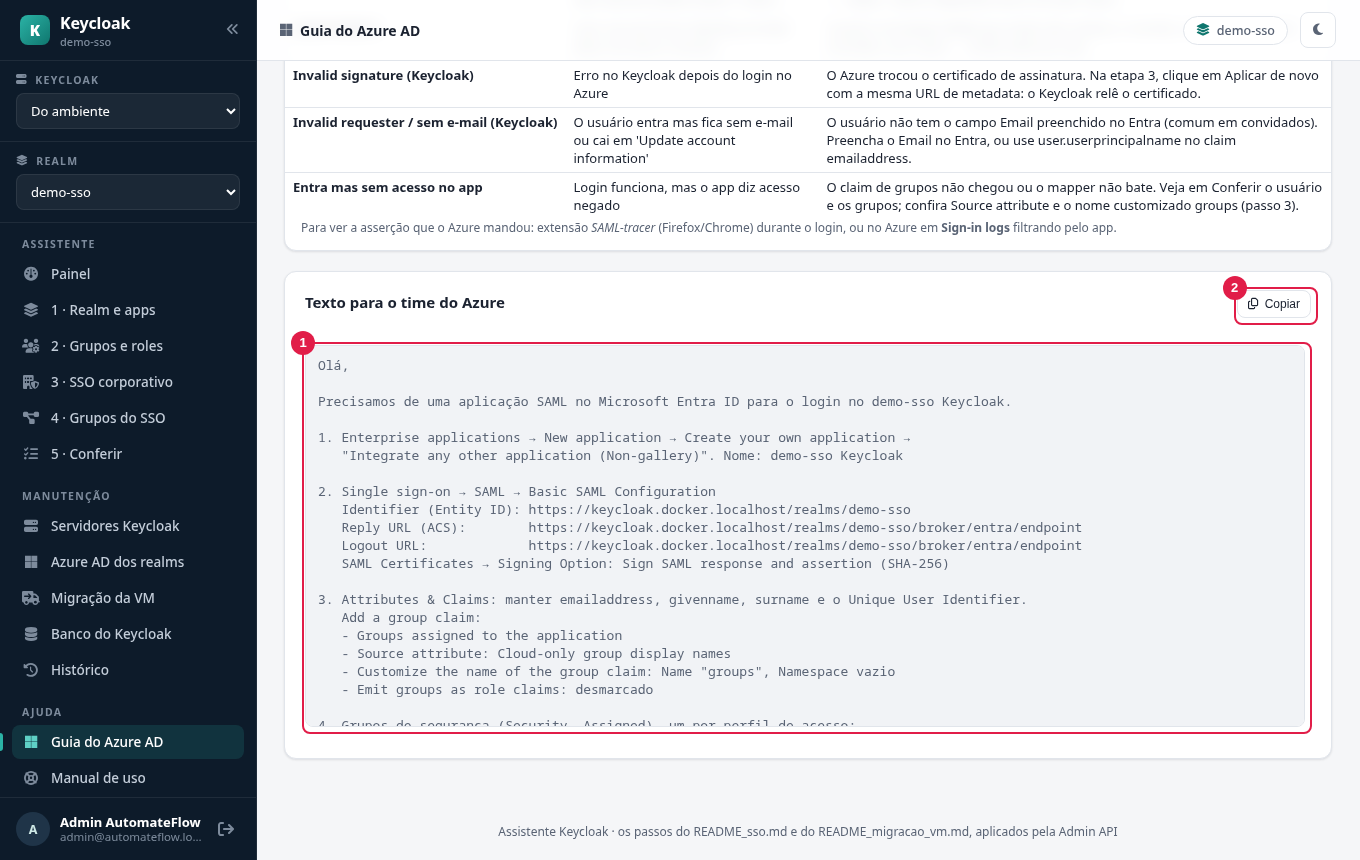 K
Keycloak
demo-sso
KEYCLOAK
Do ambiente
REALM
demo-sso
ASSISTENTE
Painel
1 · Realm e apps
2 · Grupos e roles
3 · SSO corporativo
4 · Grupos do SSO
5 · Conferir
MANUTENÇÃO
Servidores Keycloak
Azure AD dos realms
Migração da VM
Banco do Keycloak
Histórico
AJUDA
Guia do Azure AD
Manual de uso
A
Admin AutomateFlow
admin@automateflow.lo...
Guia do Azure AD
demo-sso
Invalid signature (Keycloak)
Erro no Keycloak depois do login no
Azure
O Azure trocou o certificado de assinatura. Na etapa 3, clique em Aplicar de novo
com a mesma URL de metadata: o Keycloak relê o certificado.
Invalid requester / sem e-mail (Keycloak)
O usuário entra mas fica sem e-mail
ou cai em 'Update account
information'
O usuário não tem o campo Email preenchido no Entra (comum em convidados).
Preencha o Email no Entra, ou use user.userprincipalname no claim
emailaddress.
Entra mas sem acesso no app
Login funciona, mas o app diz acesso
negado
O claim de grupos não chegou ou o mapper não bate. Veja em Conferir o usuário
e os grupos; confira Source attribute e o nome customizado groups (passo 3).
Para ver a asserção que o Azure mandou: extensão SAML-tracer (Firefox/Chrome) durante o login, ou no Azure em Sign-in logs filtrando pelo app.
Texto para o time do Azure
2
Copiar
1
Olá,
Precisamos de uma aplicação SAML no Microsoft Entra ID para o login no demo-sso Keycloak.
1. Enterprise applications → New application → Create your own application →
"Integrate any other application (Non-gallery)". Nome: demo-sso Keycloak
2. Single sign-on → SAML → Basic SAML Configuration
Identifier (Entity ID): https://keycloak.docker.localhost/realms/demo-sso
Reply URL (ACS): https://keycloak.docker.localhost/realms/demo-sso/broker/entra/endpoint
Logout URL: https://keycloak.docker.localhost/realms/demo-sso/broker/entra/endpoint
SAML Certificates → Signing Option: Sign SAML response and assertion (SHA-256)
3. Attributes & Claims: manter emailaddress, givenname, surname e o Unique User Identifier.
Add a group claim:
- Groups assigned to the application
- Source attribute: Cloud-only group display names
- Customize the name of the group claim: Name "groups", Namespace vazio
- Emit groups as role claims: desmarcado
4. Grupos de segurança (Security, Assigned), um por perfil de acesso:
Assistente Keycloak · os passos do README_sso.md e do README_migracao_vm.md, aplicados pela Admin API